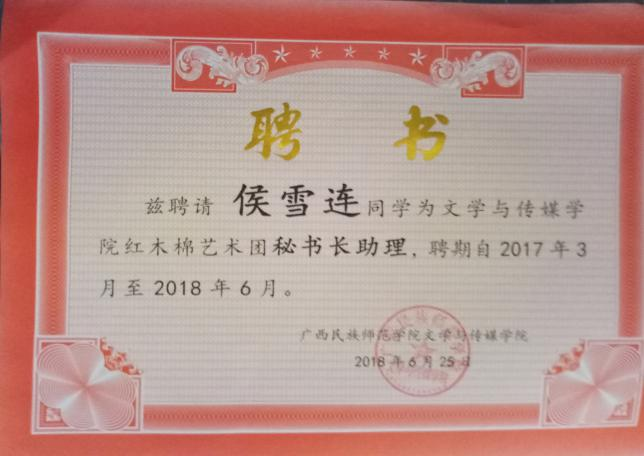 聘 书
兹聘请 侯雪连同学为文学与传媒学
院红木棉艺术团秘书长助理，聘期自 2017 年 3
月至 2018 年 6 月。
广西民族师范学院文学与传媒学院
2018 年 6 月 25 日